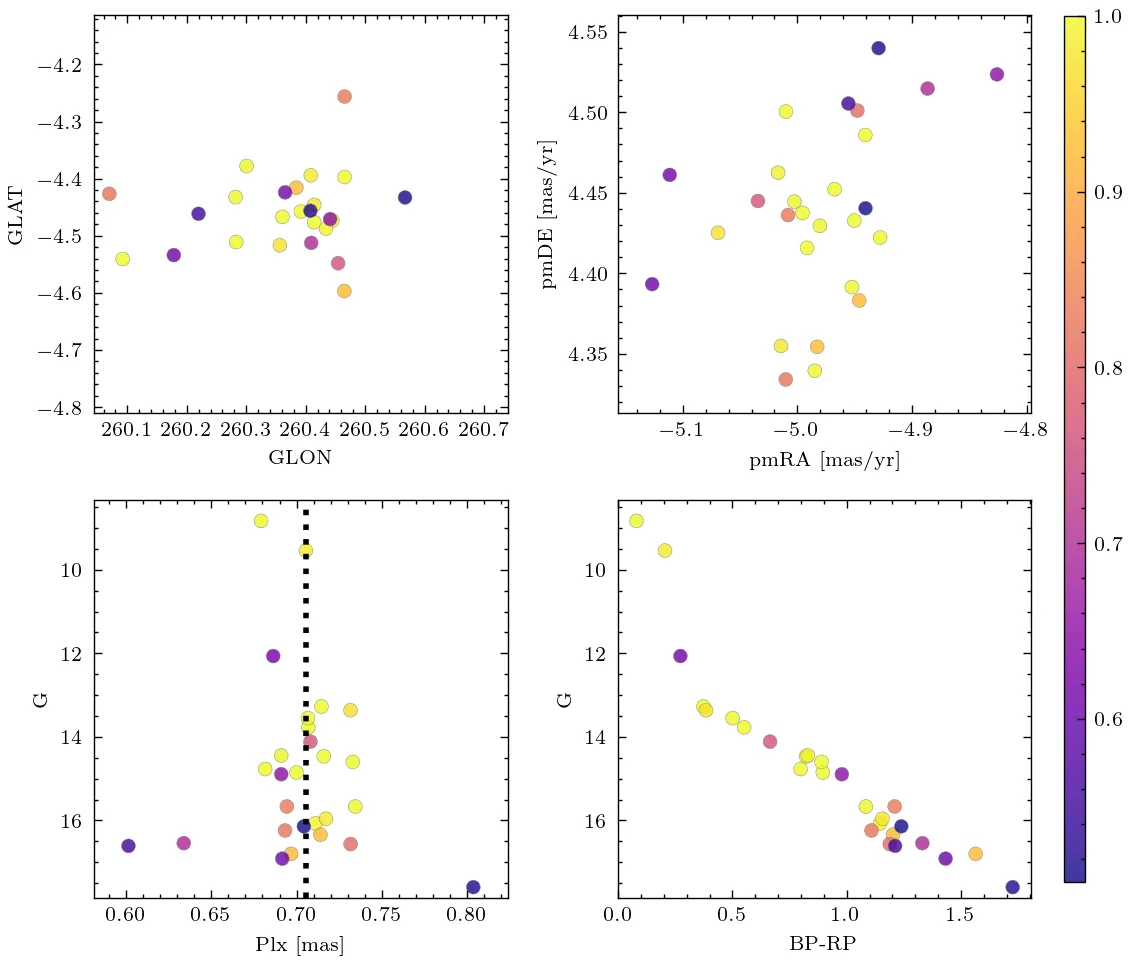 −4.2
−4.3
−4.4
−4.5
−4.6
−4.7
−4.8
GLAT
260.1 260.2 260.3 260.4 260.5 260.6 260.7
GLON
4.55
4.50
4.45
4.40
4.35
pmDE [mas/yr]
−5.1 −5.0 −4.9 −4.8
pmRA [mas/yr]
10
12
14
16
G
0.60 0.65 0.70 0.75 0.80
Plx [mas]
10
12
14
16
G
0.0 0.5 1.0 1.5
BP-RP
1.0
0.9
0.8
0.7
0.6